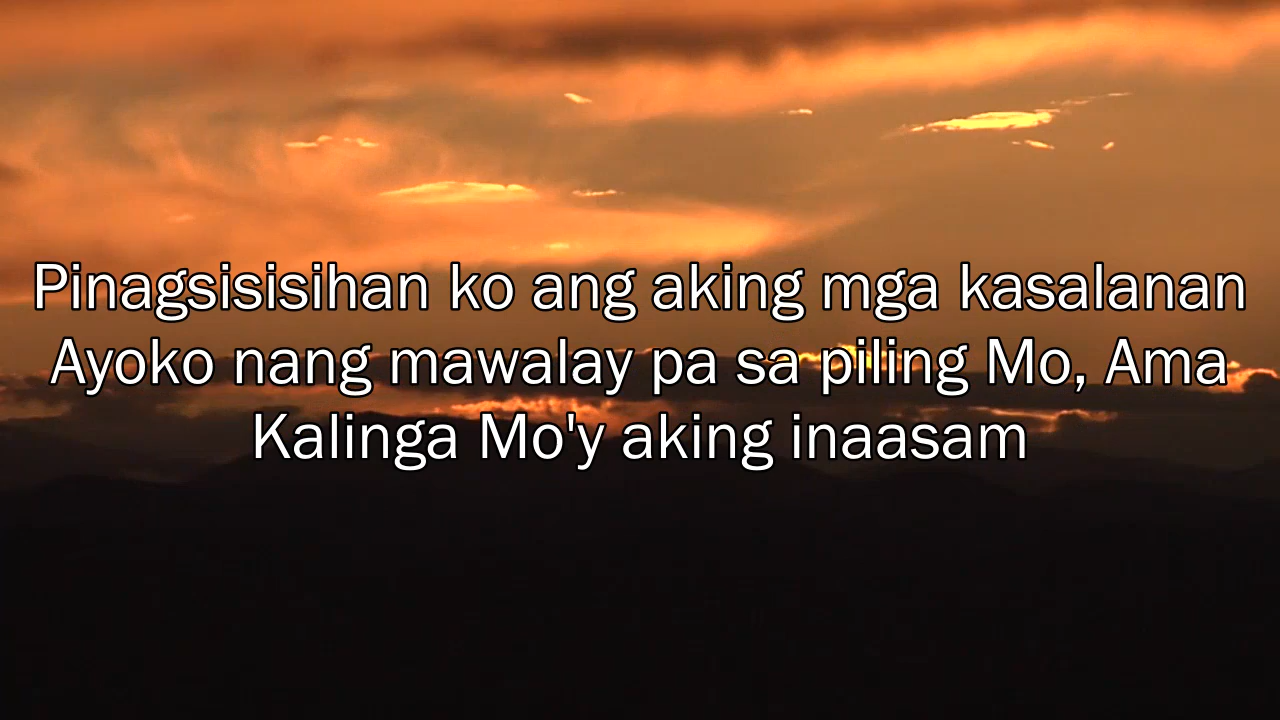 Pinagsisisihan ko ang aking mga kasalanan
Ayoko nang mawalay pa sa piling Mo, Ama
Kalinga Mo'y aking inaasam